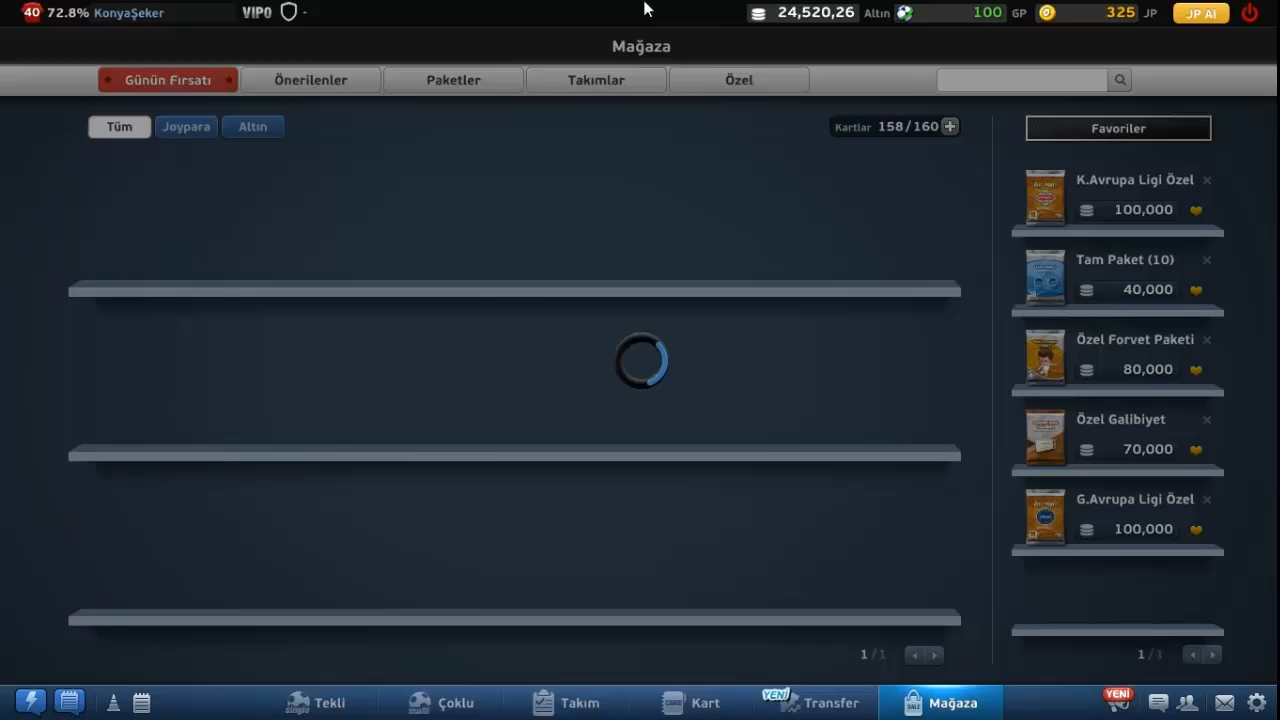 40 72.8% KonyaŞeker VIP0 - 24,520,26 Altın 100 GP 325 JP JP Al
Mağaza
Günün Fırsatı Önerilenler Paketler Takımlar Özel
Tüm Joypara Altın Kartlar 158/160 Favoriler
K.Avrupa Ligi Özel
100,000
Tam Paket (10)
40,000
Özel Forvet Paketi
80,000
Özel Galibiyet
70,000
G.Avrupa Ligi Özel
100,000
1/1 1/1
Tekli Çoklu Takım Kart YENİ Transfer SALE Mağaza YENİ